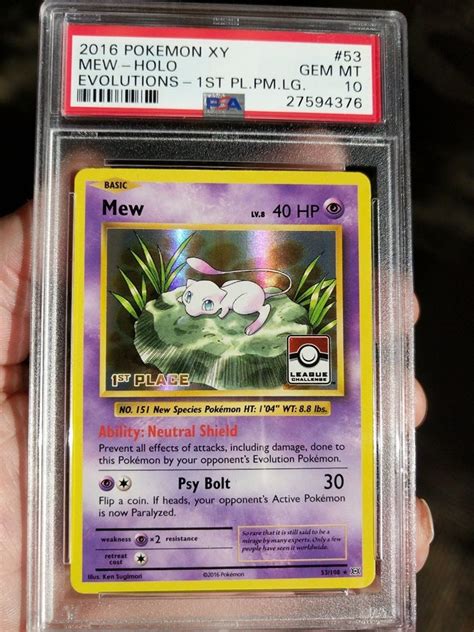 2016 POKEMON XY #53
MEW - HOLO GEM MT
EVOLUTIONS - 1ST PL.PM.LG. 10
PSA 27594376
BASIC
Mew LV.8 40 HP
1ST PLACE
LEAGUE
CHALLENGE
NO. 151 New Species Pokémon HT: 1'04" WT: 8.8 lbs.
Ability: Neutral Shield
Prevent all effects of attacks, including damage, done to
this Pokémon by your opponent's Evolution Pokémon.
Psy Bolt 30
Flip a coin. If heads, your opponent's Active Pokémon
is now Paralyzed.
weakness ×2 resistance
retreat
cost
So rare that it is still said to be a
mirage by many experts. Only a few
people have seen it worldwide.
Illus. Ken Sugimori ©2016 Pokémon 53/108